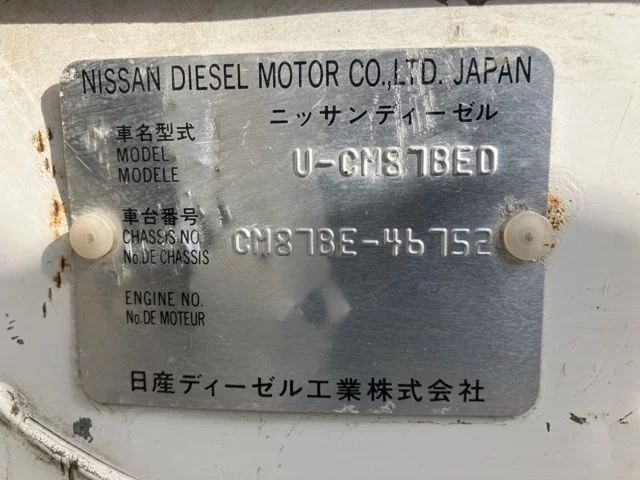 NISSAN DIESEL MOTOR CO.,LTD. JAPAN
ニッサンディーゼル
車名型式
MODEL
MODELE
U-CM87BED
車台番号
CHASSIS NO.
No.DE CHASSIS
CM87BE-46752
ENGINE NO.
No.DE MOTEUR
日産ディーゼル工業株式会社